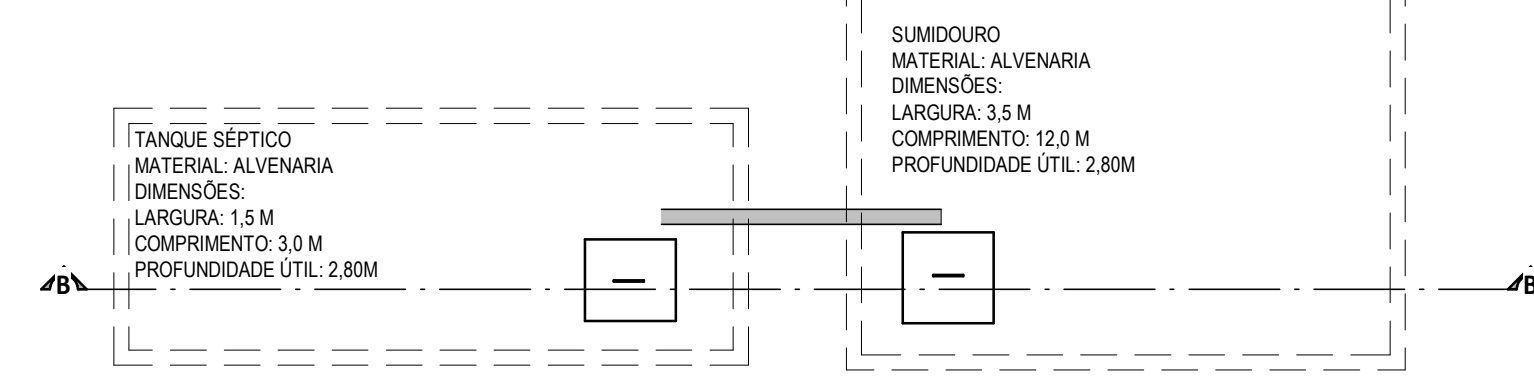 SUMIDOURO
MATERIAL: ALVENARIA
DIMENSÕES:
LARGURA: 3,5 M
COMPRIMENTO: 12,0 M
PROFUNDIDADE ÚTIL: 2,80M
TANQUE SÉPTICO
MATERIAL: ALVENARIA
DIMENSÕES:
LARGURA: 1,5 M
COMPRIMENTO: 3,0 M
PROFUNDIDADE ÚTIL: 2,80M
B
B